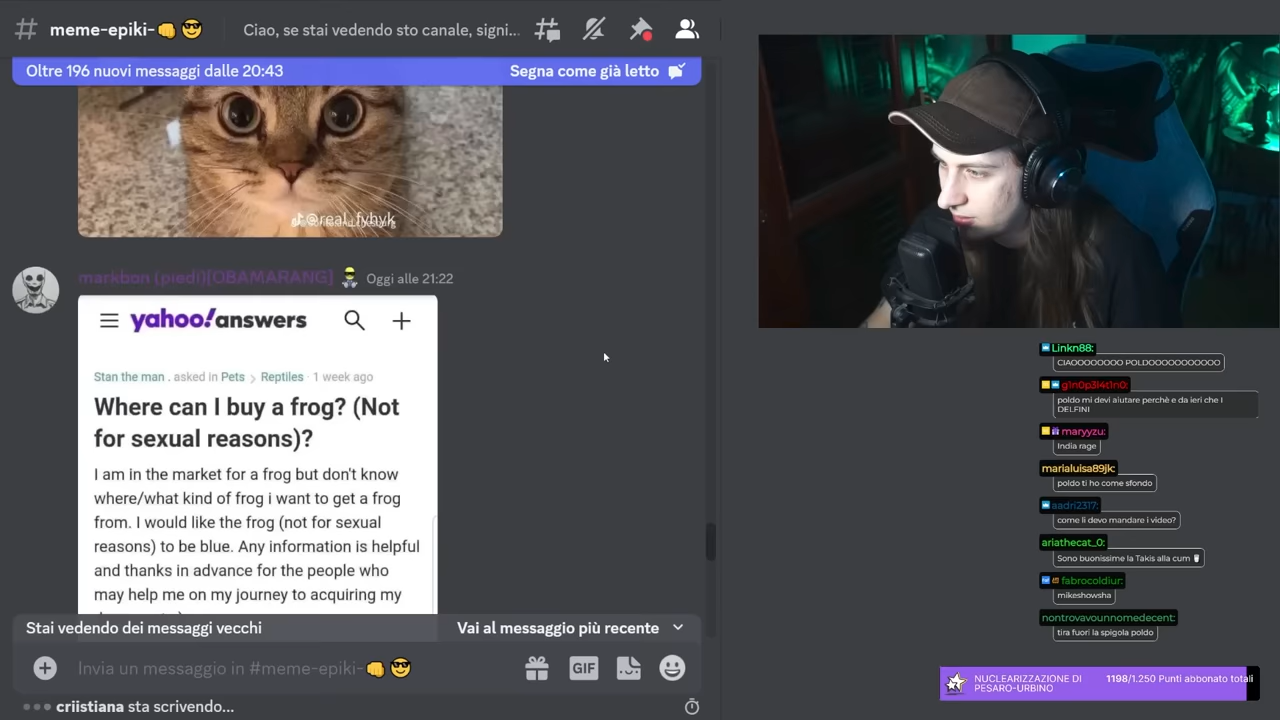 # meme-epiki-👊😎
Ciao, se stai vedendo sto canale, signi...
Oltre 196 nuovi messaggi dalle 20:43
Segna come già letto
@real_fyhyk
markbon (piedi)[OBAMARANG]
Oggi alle 21:22
yahoo!answers
Stan the man . asked in Pets > Reptiles · 1 week ago
Where can I buy a frog? (Not
for sexual reasons)?
I am in the market for a frog but don't know
where/what kind of frog i want to get a frog
from. I would like the frog (not for sexual
reasons) to be blue. Any information is helpful
and thanks in advance for the people who
may help me on my journey to acquiring my
Stai vedendo dei messaggi vecchi
Vai al messaggio più recente
Invia un messaggio in #meme-epiki-👊😎
GIF
criistiana sta scrivendo...
Linkn88:
CIAOOOOOOOO POLDOOOOOOOOOOO
g1n0p3l4t1n0:
poldo mi devi aiutare perchè e da ieri che I
DELFINI
maryyzu:
India rage
marialuisa89jk:
poldo ti ho come sfondo
aadri2317:
come li devo mandare i video?
ariathecat_0:
Sono buonissime la Takis alla cum 🥛
fabrocoldiur:
mikeshowsha
nontrovavounnomedecent:
tira fuori la spigola poldo
NUCLEARIZZAZIONE DI
PESARO-URBINO
1198/1.250 Punti abbonato totali